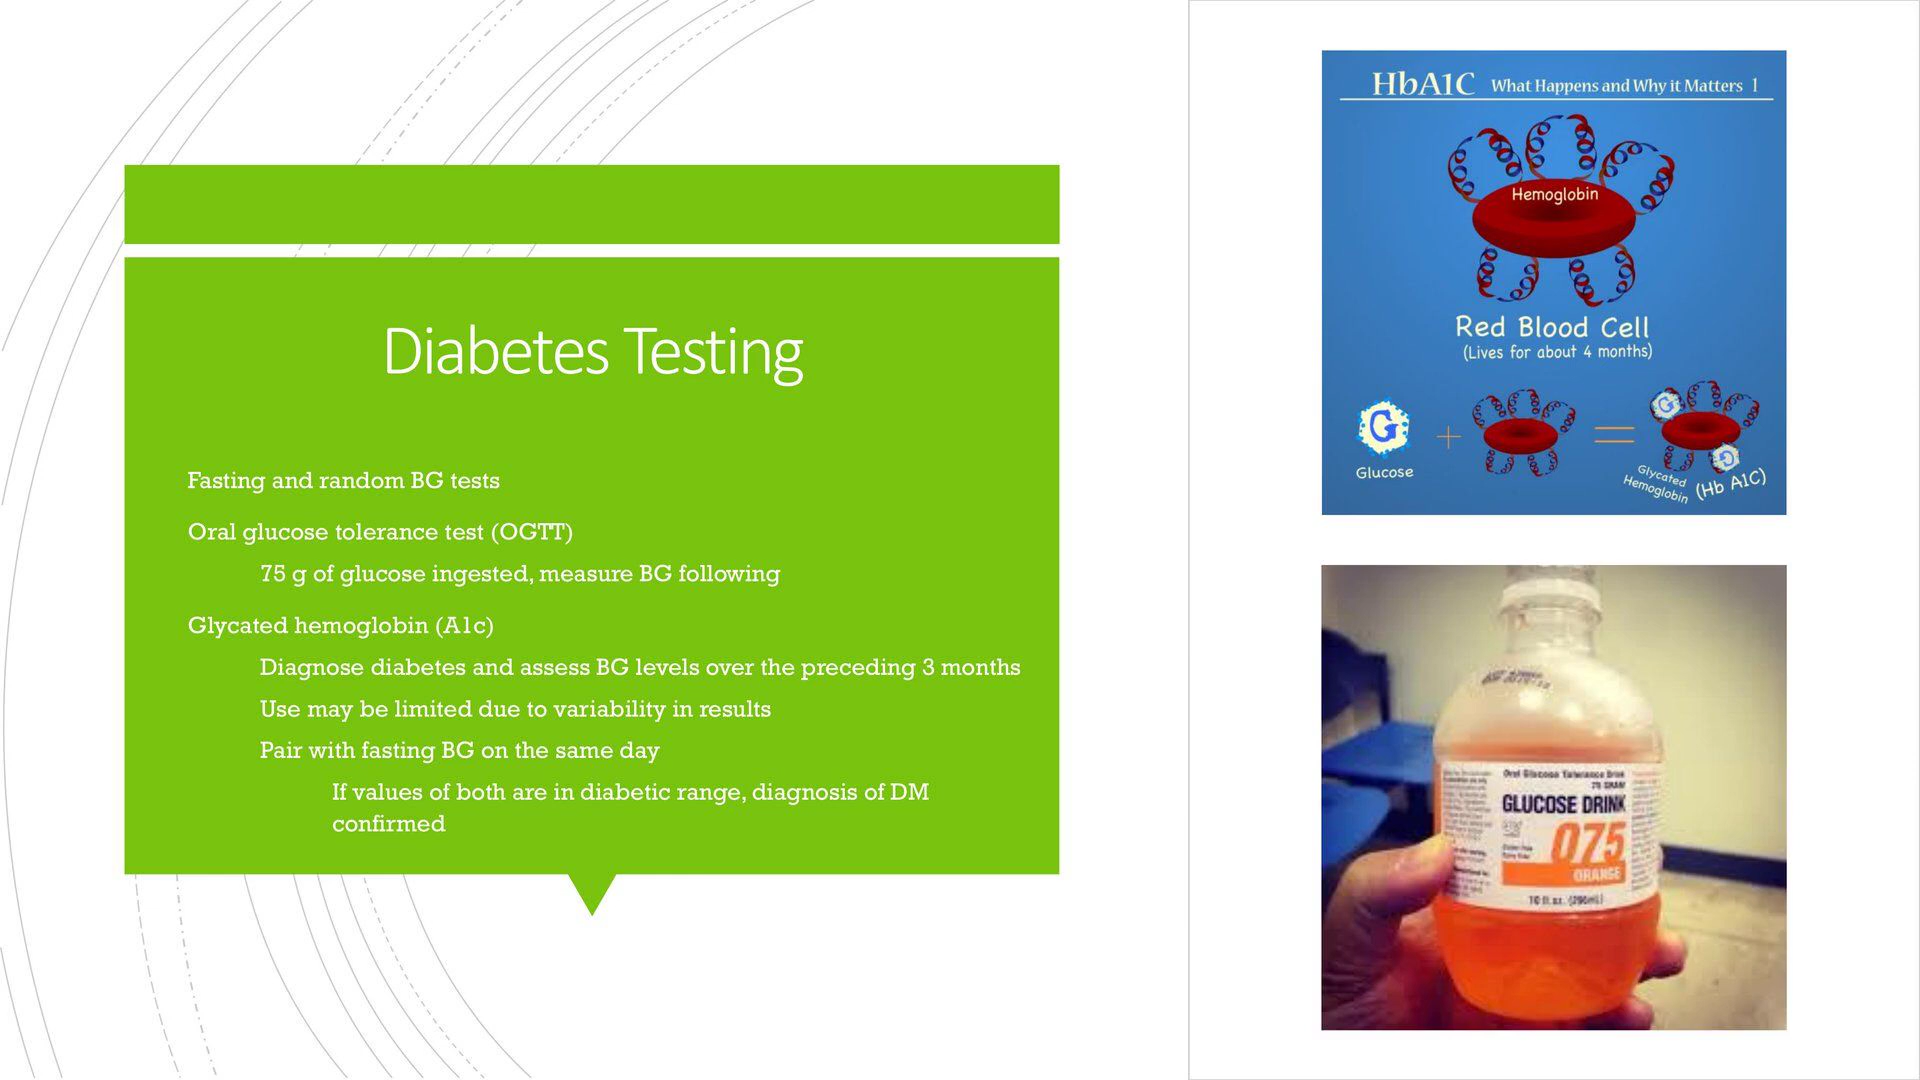 Diabetes Testing
Fasting and random BG tests
Oral glucose tolerance test (OGTT)
75 g of glucose ingested, measure BG following
Glycated hemoglobin (A1c)
Diagnose diabetes and assess BG levels over the preceding 3 months
Use may be limited due to variability in results
Pair with fasting BG on the same day
If values of both are in diabetic range, diagnosis of DM
confirmed
HbA1C What Happens and Why it Matters 1
Hemoglobin
Red Blood Cell
(Lives for about 4 months)
G
G
G
Glucose
Glycated
Hemoglobin
(Hb A1C)
Oral Glucose Tolerance Drink
75 GRAM
GLUCOSE DRINK
075
ORANGE
10 fl. oz. (296mL)